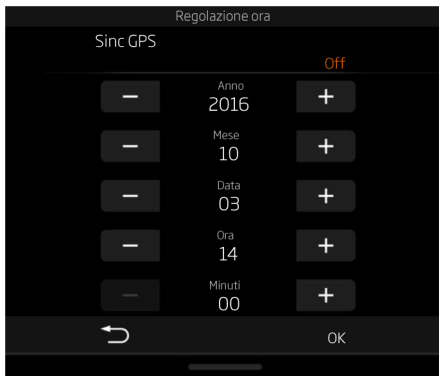 Regolazione ora
Sinc GPS
Off
− Anno +
2016
− Mese +
10
− Data +
03
− Ora +
14
− Minuti +
00
OK